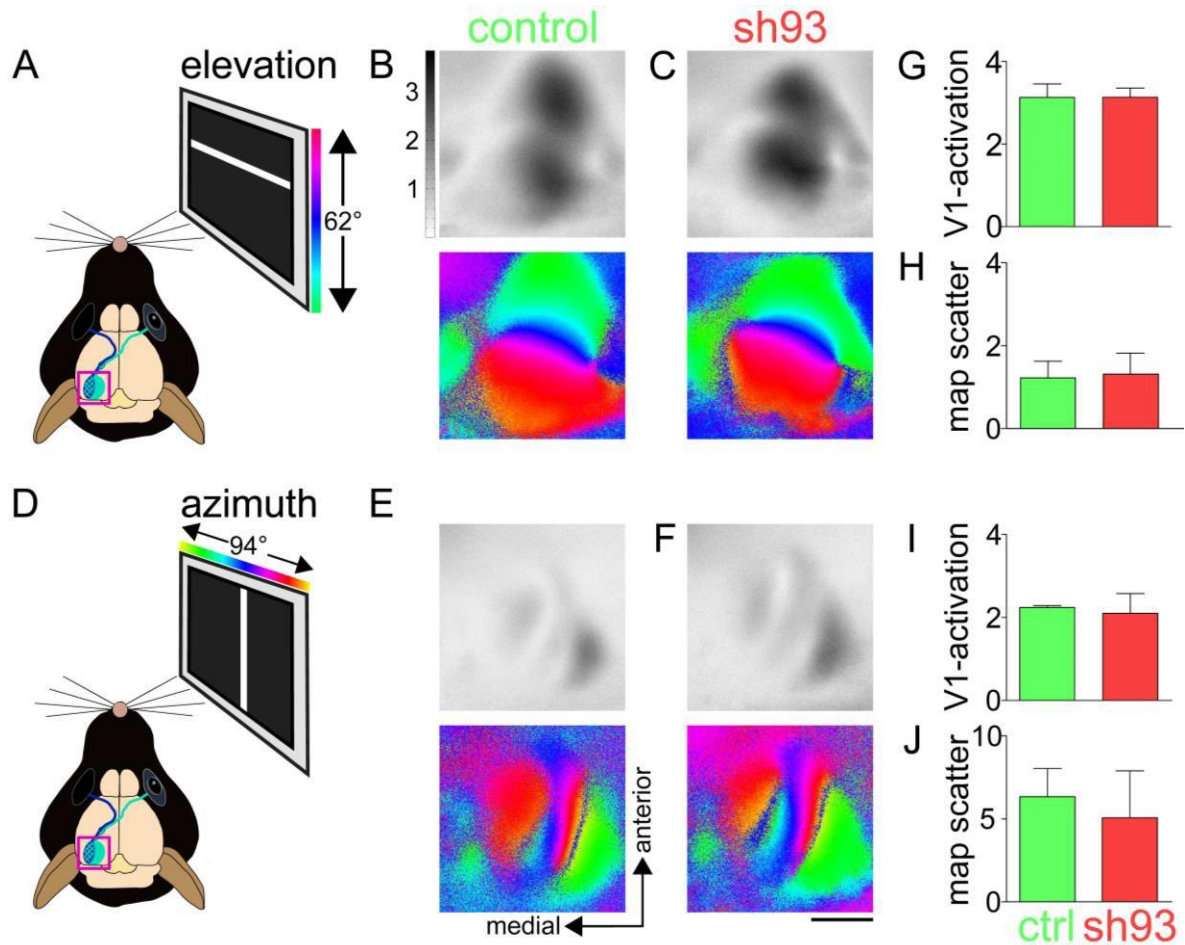 control
sh93
A
elevation
62°
B
3
2
1
C
G
V1-activation
4
2
0
H
map scatter
4
2
0
D
azimuth
94°
E
F
anterior
medial
I
V1-activation
4
2
0
J
map scatter
10
5
0
ctrl sh93